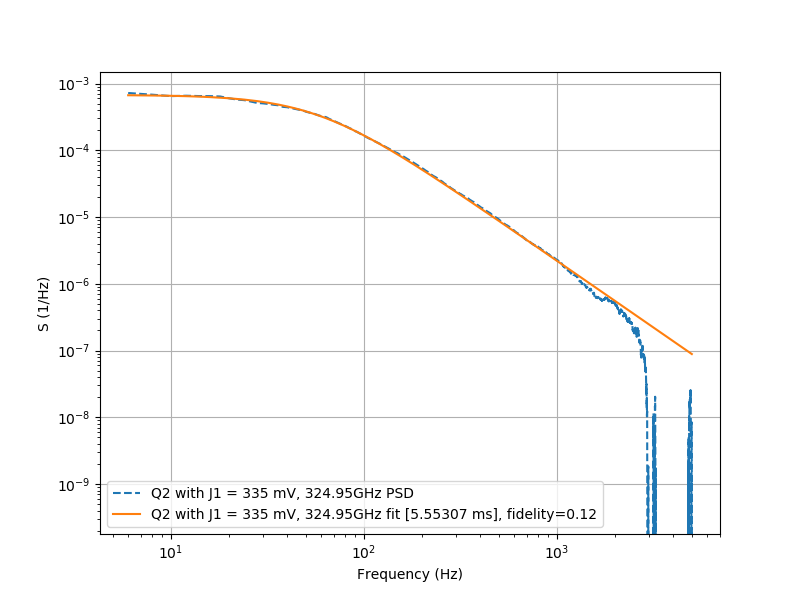 10⁻³
10⁻⁴
10⁻⁵
10⁻⁶
10⁻⁷
10⁻⁸
10⁻⁹
S (1/Hz)
Q2 with J1 = 335 mV, 324.95GHz PSD
Q2 with J1 = 335 mV, 324.95GHz fit [5.55307 ms], fidelity=0.12
10¹ 10² 10³
Frequency (Hz)